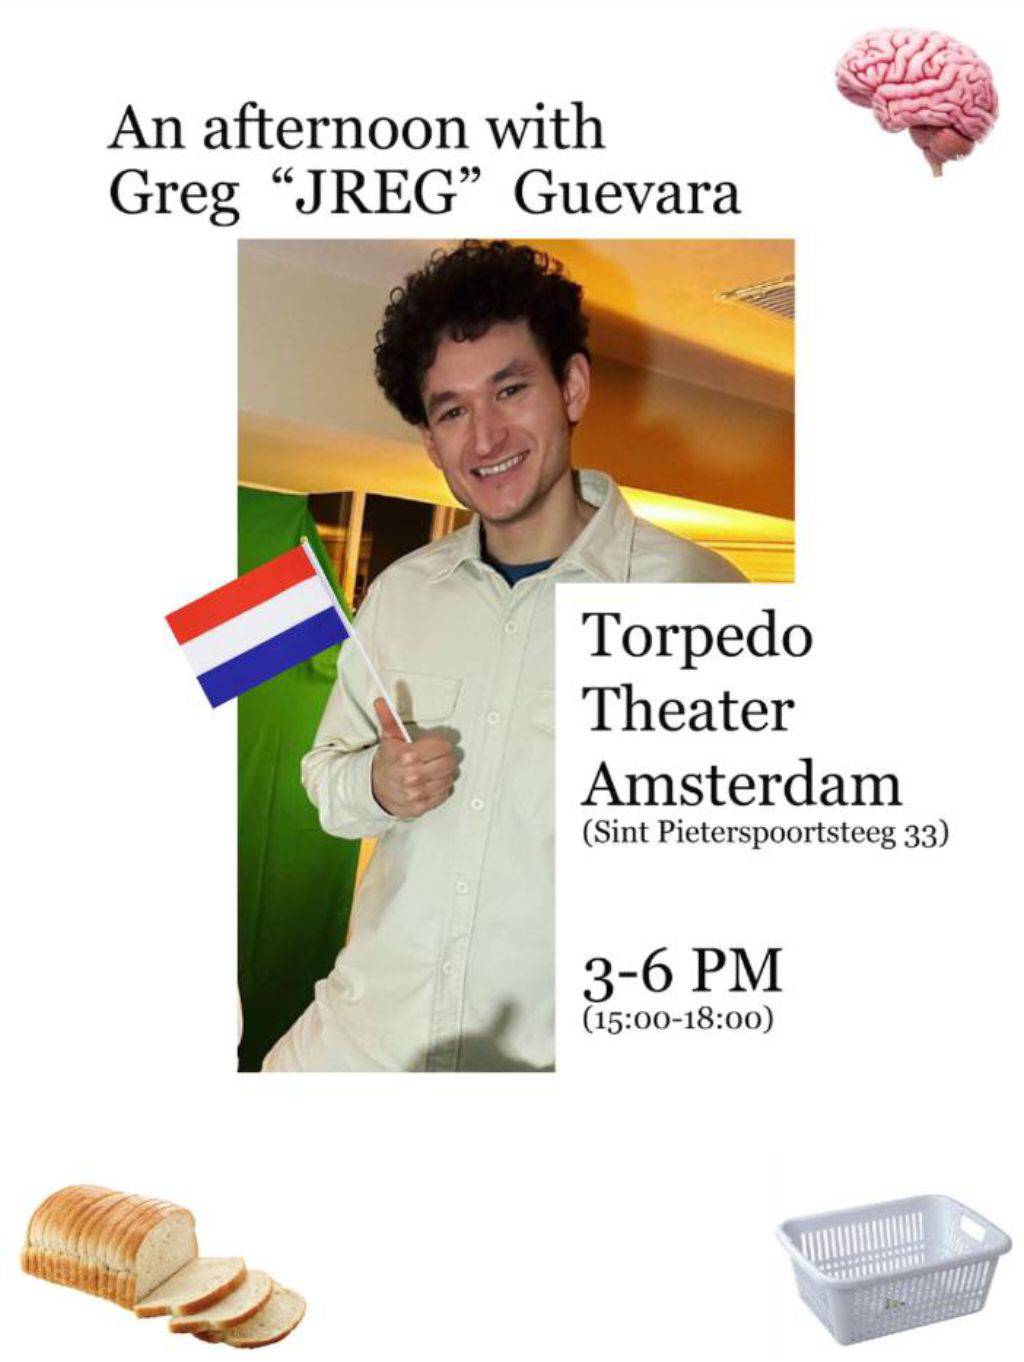 An afternoon with
Greg “JREG” Guevara
Torpedo
Theater
Amsterdam
(Sint Pieterspoortsteeg 33)
3-6 PM
(15:00-18:00)